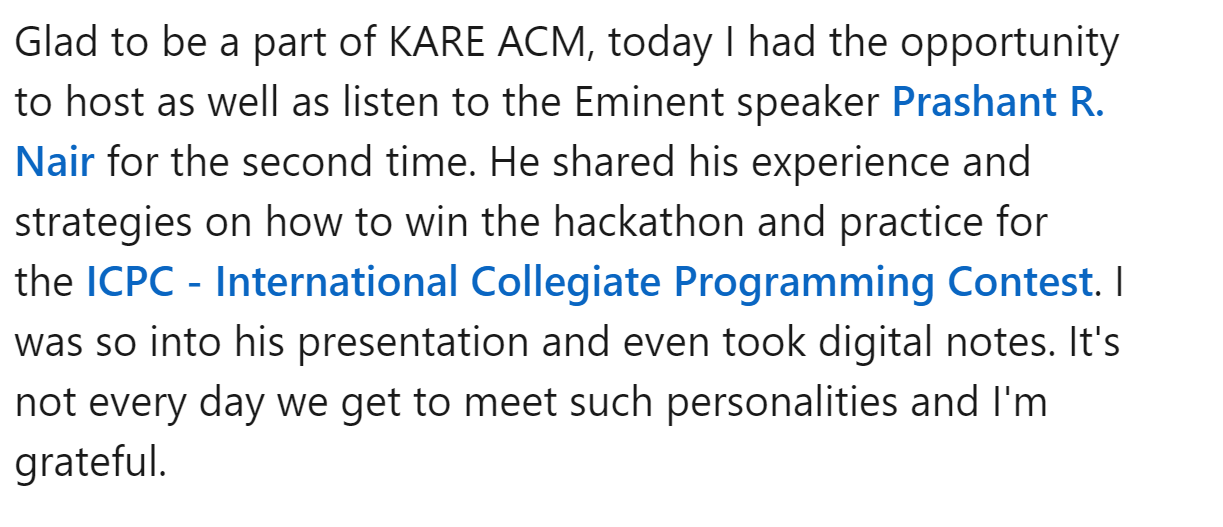 Glad to be a part of KARE ACM, today I had the opportunity
to host as well as listen to the Eminent speaker Prashant R.
Nair for the second time. He shared his experience and
strategies on how to win the hackathon and practice for
the ICPC - International Collegiate Programming Contest. I
was so into his presentation and even took digital notes. It's
not every day we get to meet such personalities and I'm
grateful.